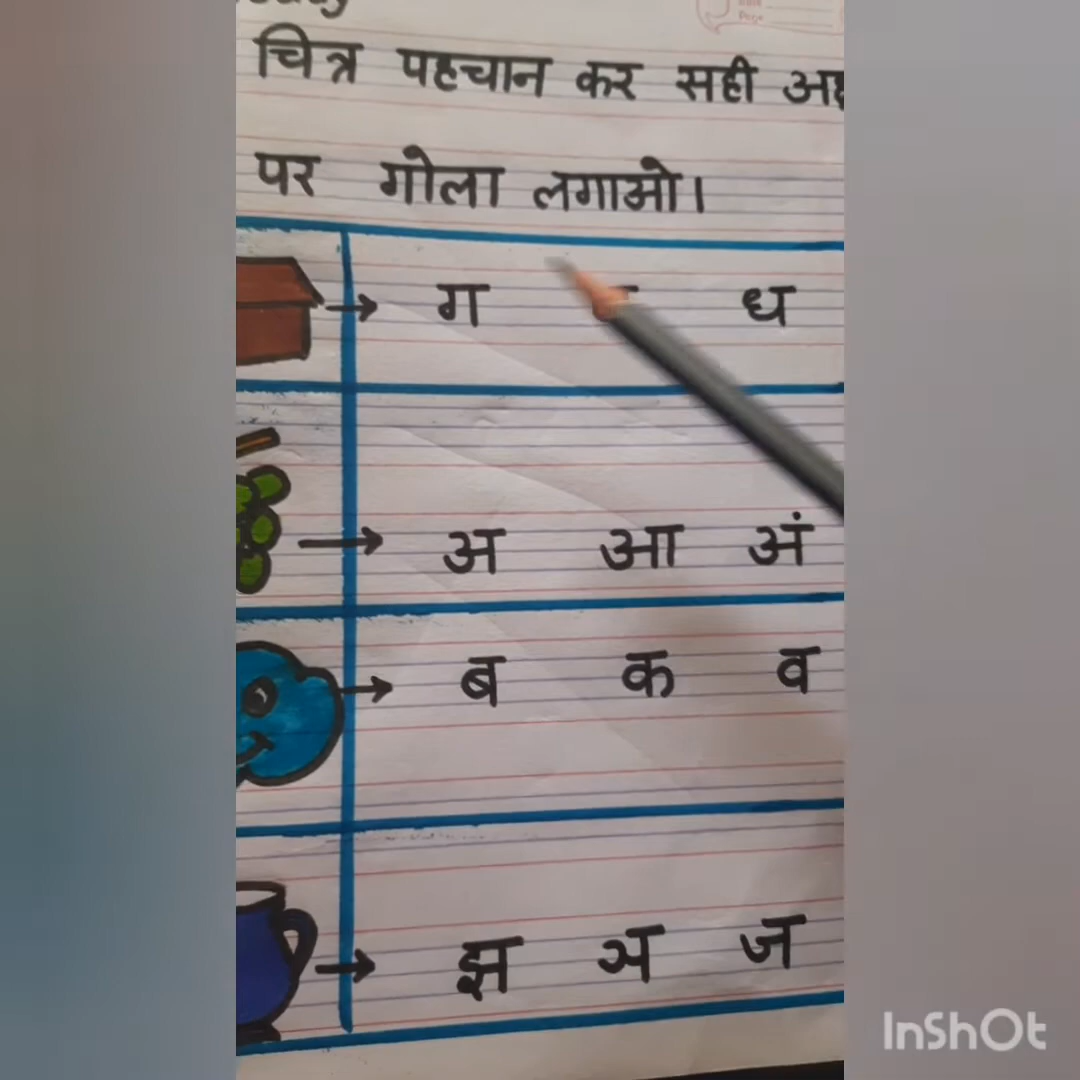 चित्र पहचान कर सही
पर गोला लगाओ।
ग ध
अ आ अं
ब क व
झ ञ ज
InShOt